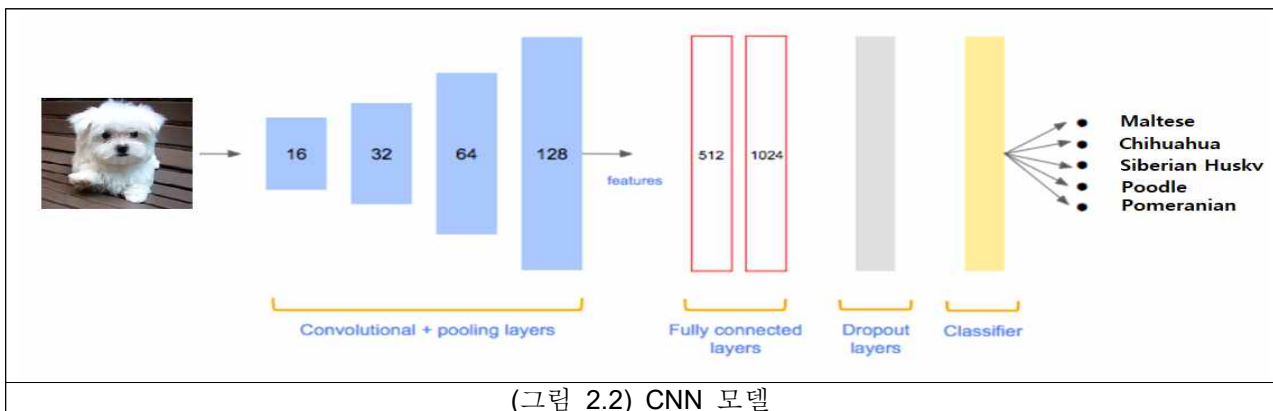 16 32 64 128
features
512 1024
Maltese
Chihuahua
Siberian Huskv
Poodle
Pomeranian
Convolutional + pooling layers
Fully connected
layers
Dropout
layers
Classifier
(그림 2.2) CNN 모델